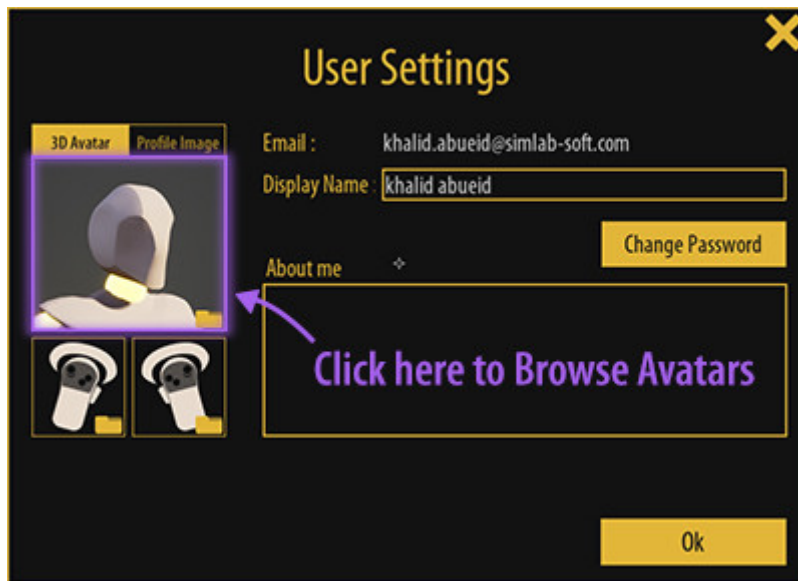 User Settings
3D Avatar Profile Image
Email : khalid.abueid@simlab-soft.com
Display Name : khalid abueid
Change Password
About me
Click here to Browse Avatars
Ok